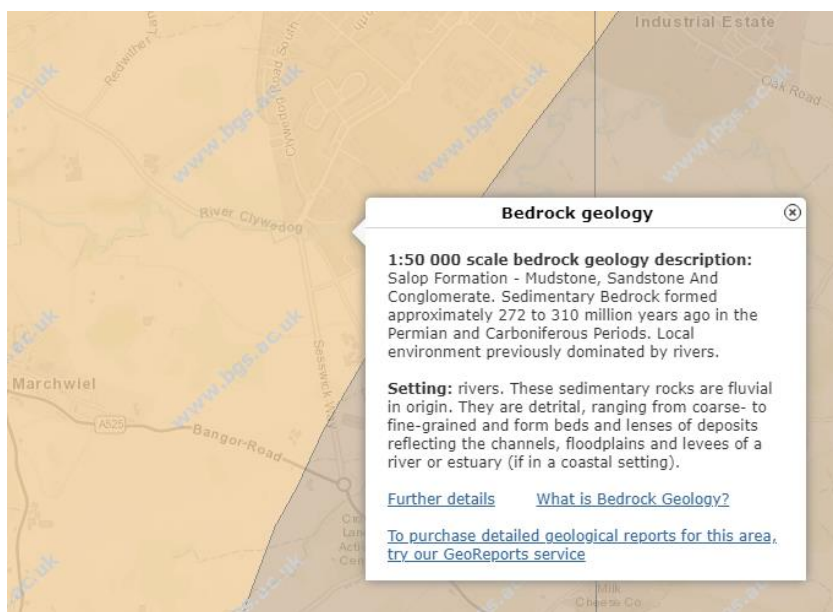 Industrial Estate
Redwither
Road South
Clywedog
Oak Road
www.bgs.ac.uk
www.bgs.ac.uk
www.bgs.ac.uk
River Clywedog
Bedrock geology
1:50 000 scale bedrock geology description:
Salop Formation - Mudstone, Sandstone And
Conglomerate. Sedimentary Bedrock formed
approximately 272 to 310 million years ago in the
Permian and Carboniferous Periods. Local
environment previously dominated by rivers.
Marchwiel
Sesswick Way
www.bgs.ac.uk
A525
Bangor-Road
Setting: rivers. These sedimentary rocks are fluvial
in origin. They are detrital, ranging from coarse- to
fine-grained and form beds and lenses of deposits
reflecting the channels, floodplains and levees of a
river or estuary (if in a coastal setting).
Further details What is Bedrock Geology?
To purchase detailed geological reports for this area,
try our GeoReports service
Milk
Cheese Co